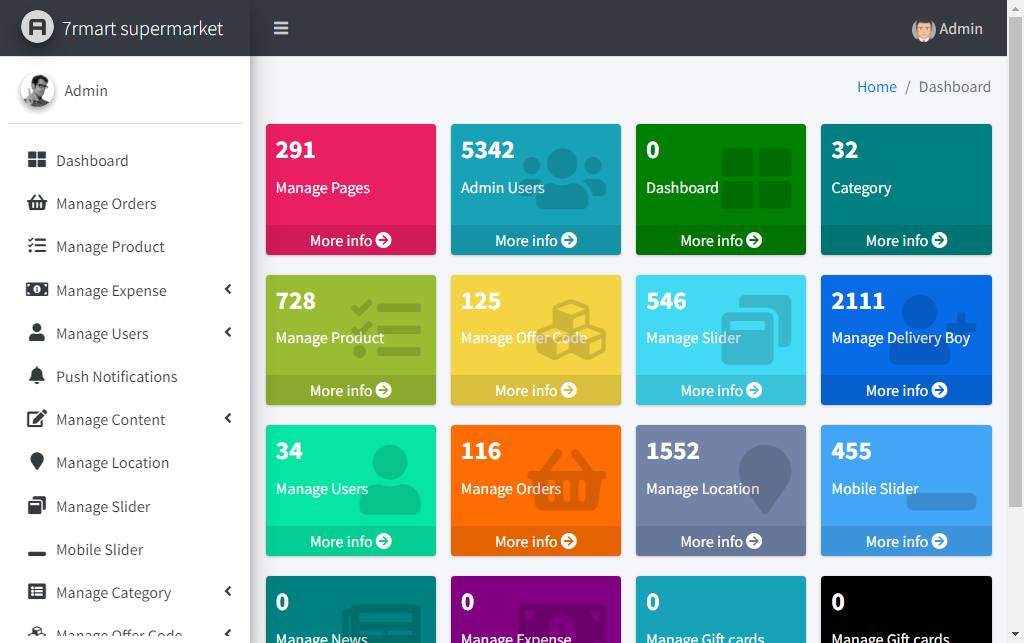 7rmart supermarket
Admin
Admin
Home / Dashboard
Dashboard
Manage Orders
Manage Product
Manage Expense
Manage Users
Push Notifications
Manage Content
Manage Location
Manage Slider
Mobile Slider
Manage Category
Manage Offer Code
291
Manage Pages
More info
5342
Admin Users
More info
0
Dashboard
More info
32
Category
More info
728
Manage Product
More info
125
Manage Offer Code
More info
546
Manage Slider
More info
2111
Manage Delivery Boy
More info
34
Manage Users
More info
116
Manage Orders
More info
1552
Manage Location
More info
455
Mobile Slider
More info
0
Manage News
0
Manage Expense
0
Manage Gift cards
0
Manage Gift cards